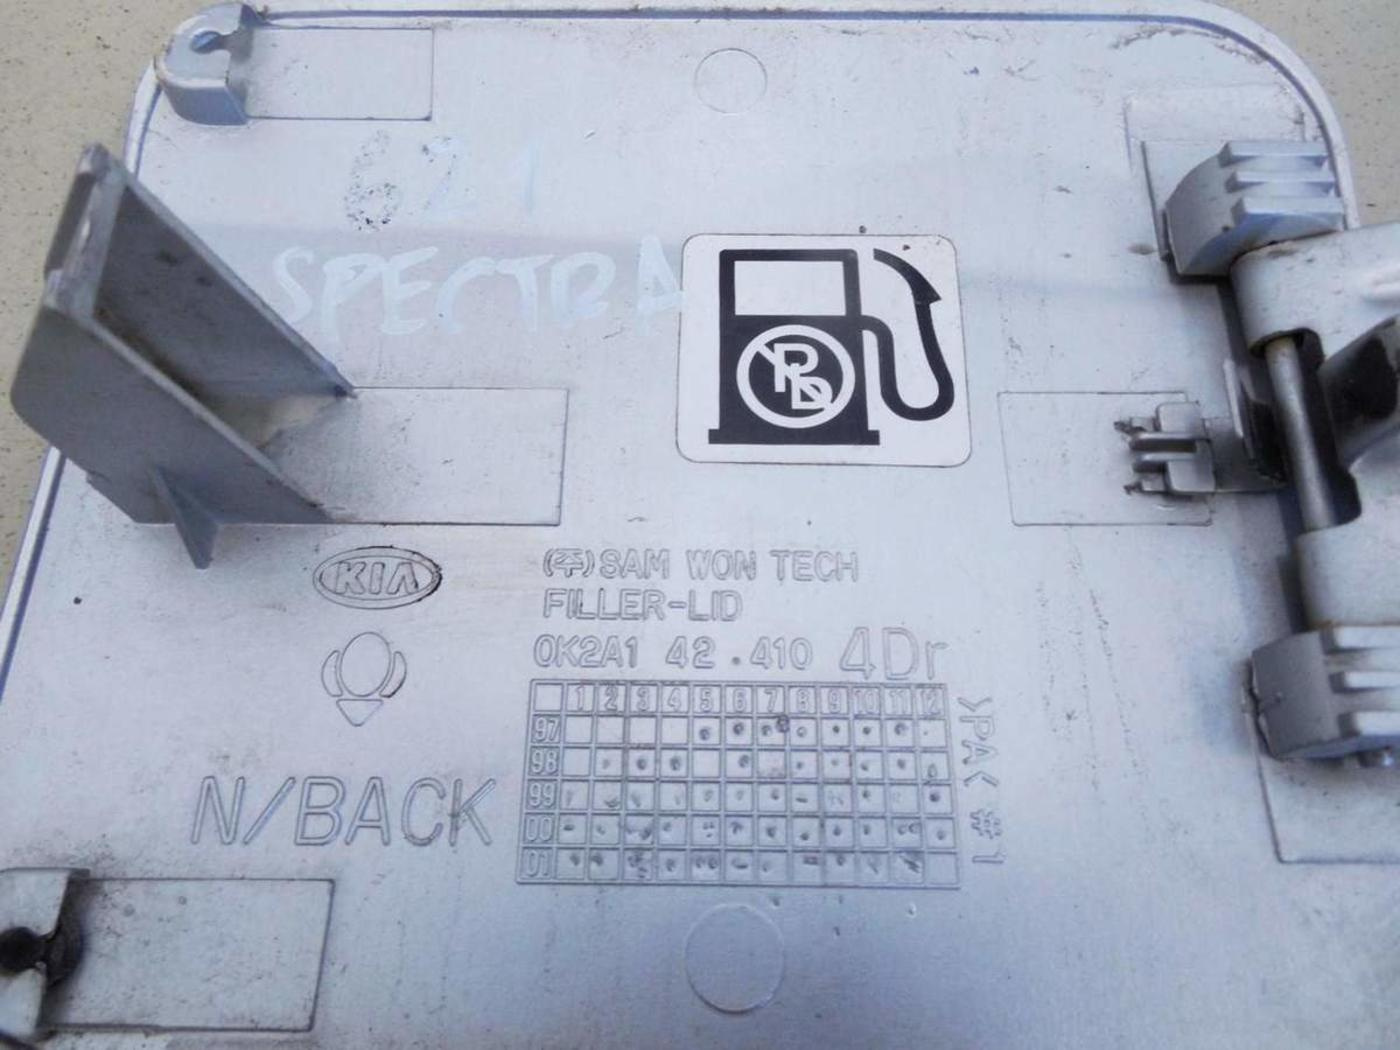 621
SPECTRA
PB
KIA
(주) SAM WON TECH
FILLER-LID
0K2A1 42.410 4Dr
1 2 3 4 5 6 7 8 9 10 11 12
97
98
99
00
01
>PA< #1
N/BACK